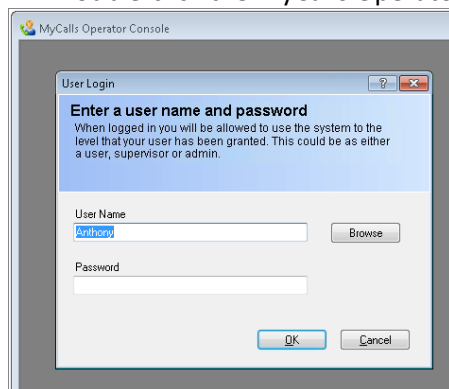 MyCalls Operator Console
User Login
Enter a user name and password
When logged in you will be allowed to use the system to the
level that your user has been granted. This could be as either
a user, supervisor or admin.
User Name
Anthony
Browse
Password
OK
Cancel